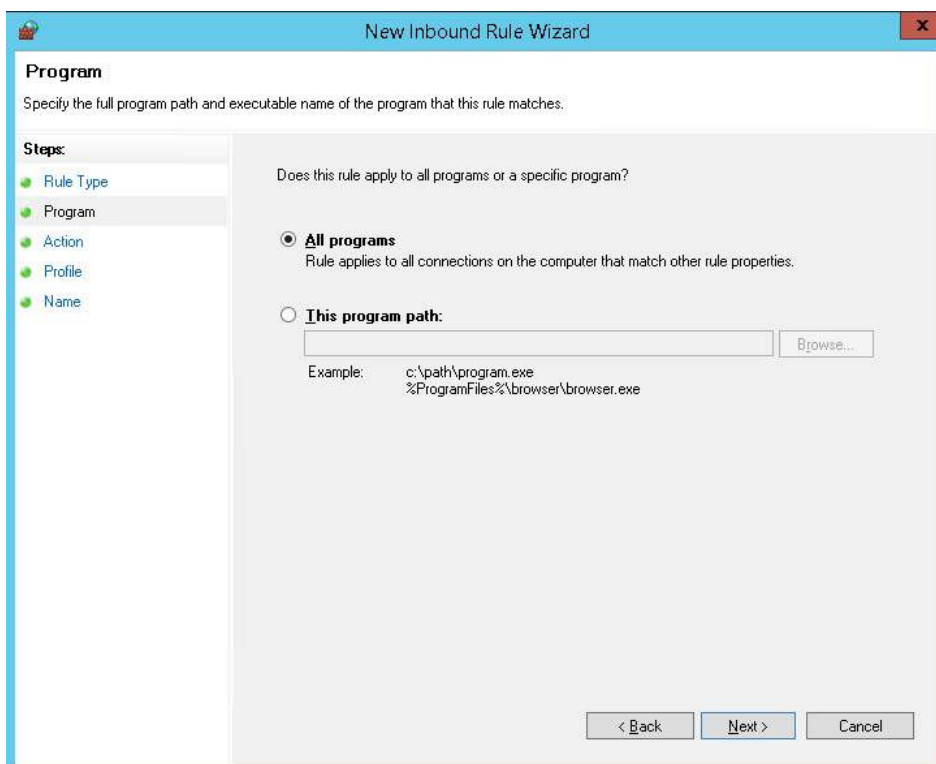 New Inbound Rule Wizard
x
Program
Specify the full program path and executable name of the program that this rule matches.
Steps:
Rule Type
Program
Action
Profile
Name
Does this rule apply to all programs or a specific program?
All programs
Rule applies to all connections on the computer that match other rule properties.
This program path:
Browse...
Example:
c:\path\program.exe
%ProgramFiles%\browser\browser.exe
< Back
Next >
Cancel